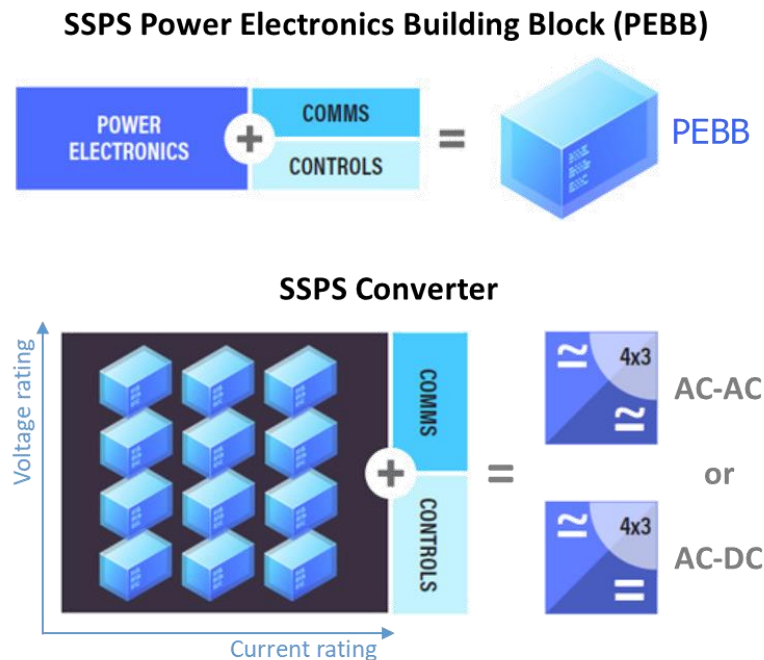 SSPS Power Electronics Building Block (PEBB)
POWER
ELECTRONICS
+
COMMS
CONTROLS
=
PEBB
SSPS Converter
Voltage rating
Current rating
+
COMMS
CONTROLS
=
4x3
AC-AC
or
4x3
AC-DC